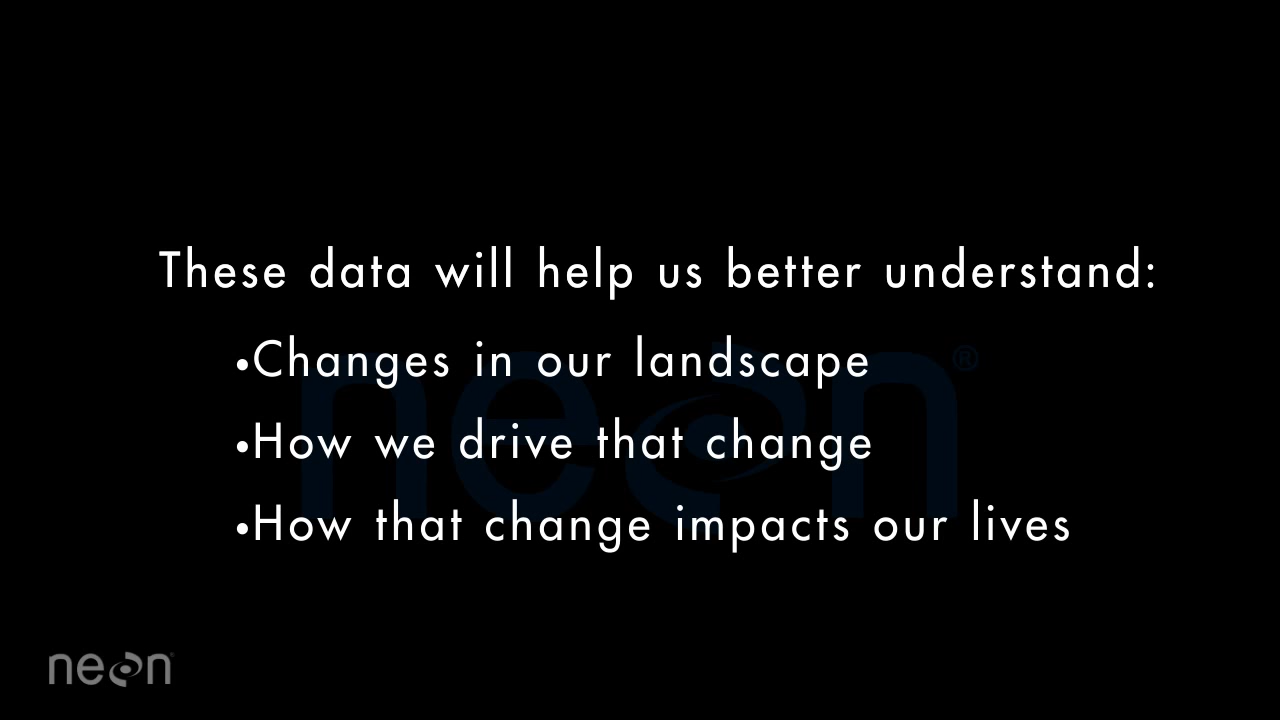 These data will help us better understand:
•Changes in our landscape
•How we drive that change
•How that change impacts our lives
neon®
neon